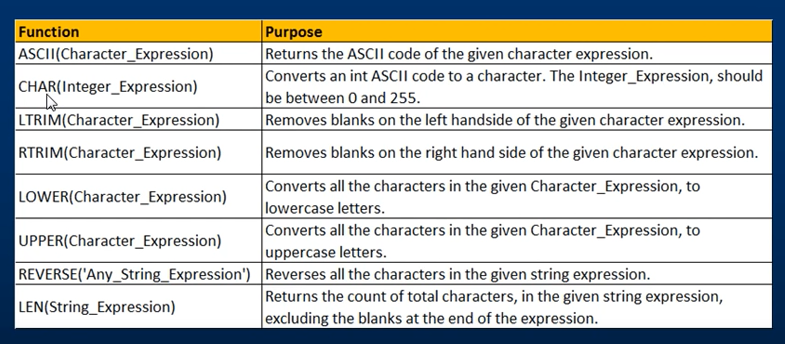 Function Purpose
ASCII(Character_Expression) Returns the ASCII code of the given character expression.
CHAR(Integer_Expression) Converts an int ASCII code to a character. The Integer_Expression, should
be between 0 and 255.
LTRIM(Character_Expression) Removes blanks on the left handside of the given character expression.
RTRIM(Character_Expression) Removes blanks on the right hand side of the given character expression.
LOWER(Character_Expression) Converts all the characters in the given Character_Expression, to
lowercase letters.
UPPER(Character_Expression) Converts all the characters in the given Character_Expression, to
uppercase letters.
REVERSE('Any_String_Expression') Reverses all the characters in the given string expression.
LEN(String_Expression) Returns the count of total characters, in the given string expression,
excluding the blanks at the end of the expression.